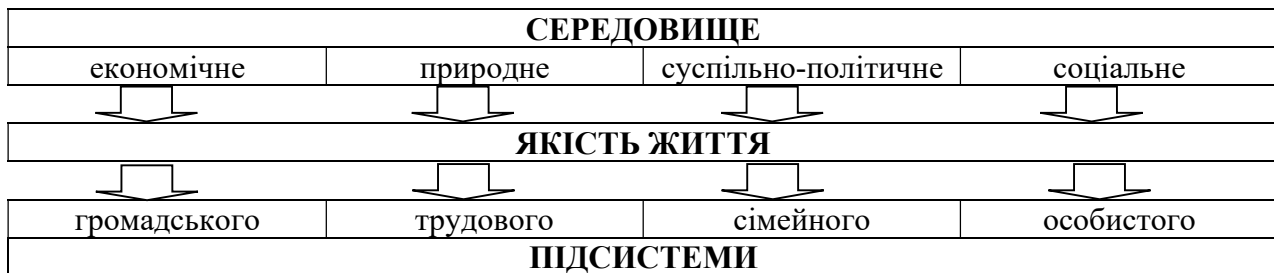 СЕРЕДОВИЩЕ
економічне природне суспільно-політичне соціальне
ЯКІСТЬ ЖИТТЯ
громадського трудового сімейного особистого
ПІДСИСТЕМИ